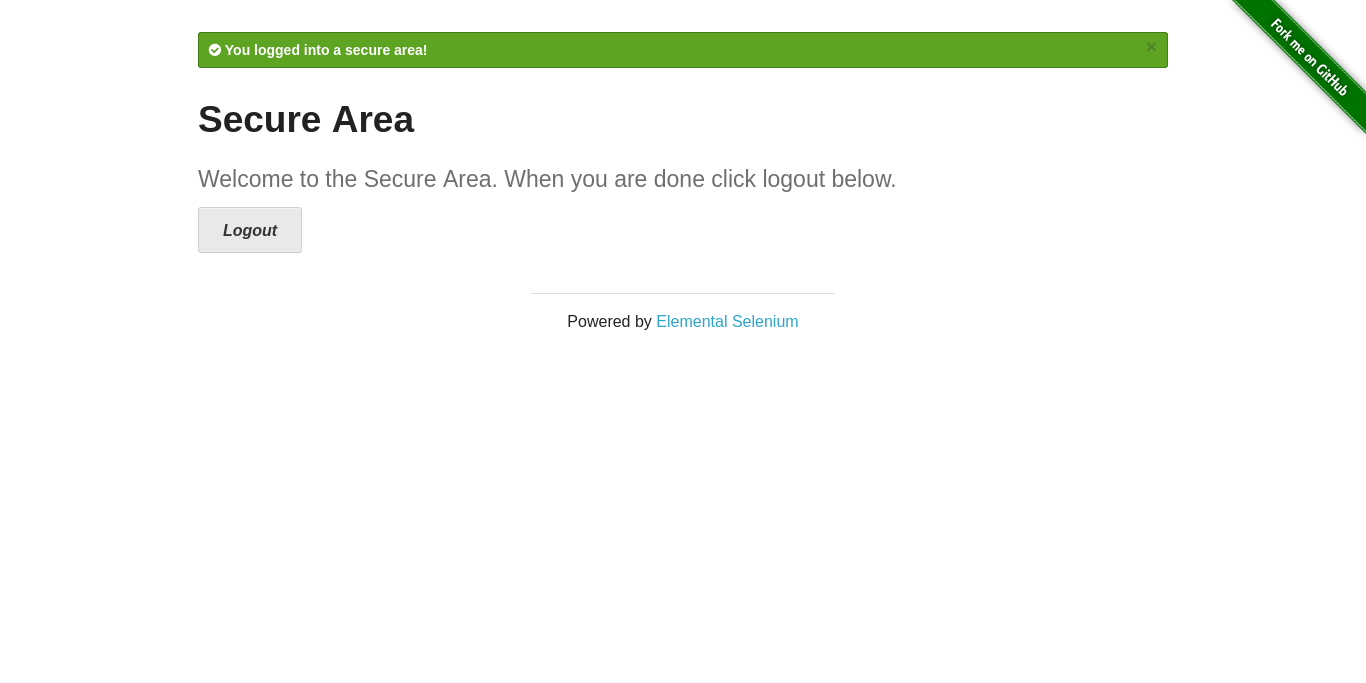 You logged into a secure area!
×
Fork me on GitHub
Secure Area
Welcome to the Secure Area. When you are done click logout below.
Logout
Powered by Elemental Selenium